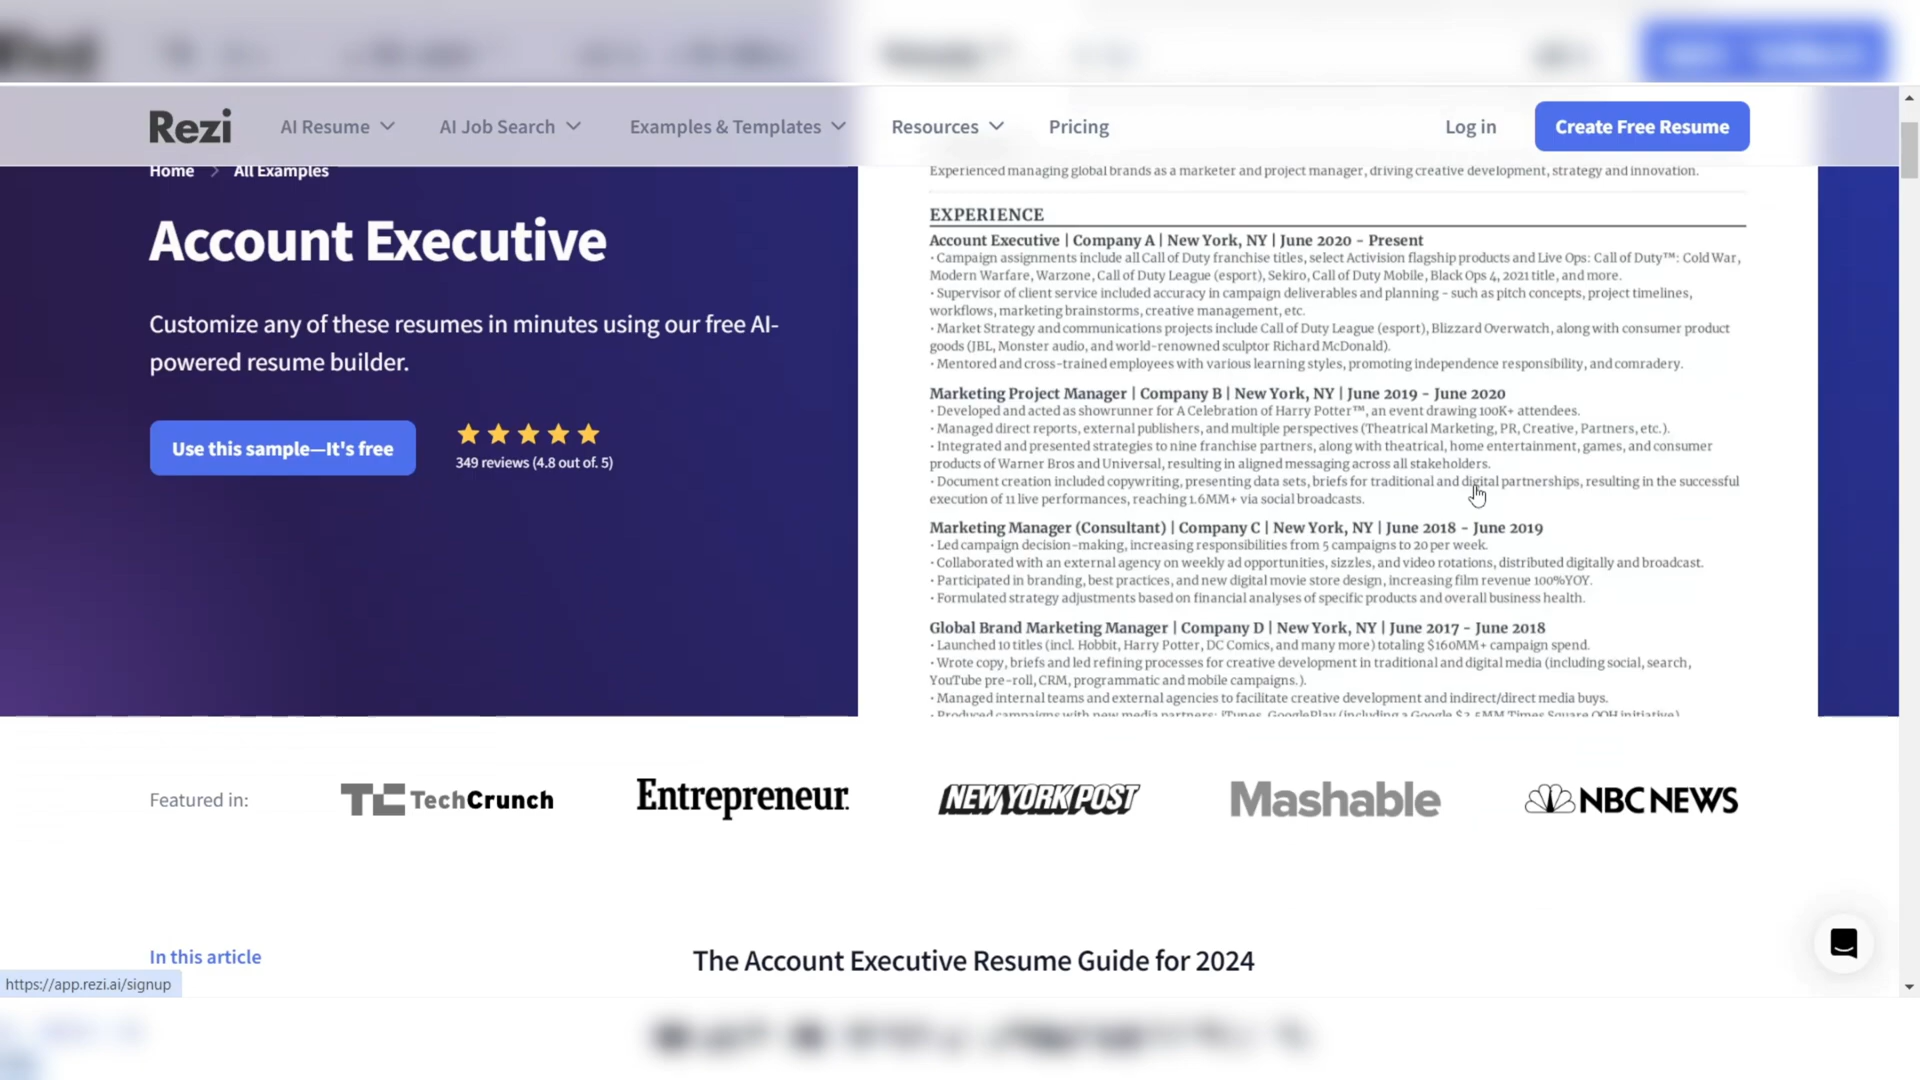 Rezi
AI Resume
AI Job Search
Examples & Templates
Resources
Pricing
Log in
Create Free Resume
Home
All Examples
Account Executive
Customize any of these resumes in minutes using our free AI-
powered resume builder.
Use this sample—It's free
349 reviews (4.8 out of. 5)
Experienced managing global brands as a marketer and project manager, driving creative development, strategy and innovation.
EXPERIENCE
Account Executive | Company A | New York, NY | June 2020 - Present
• Campaign assignments include all Call of Duty franchise titles, select Activision flagship products and Live Ops: Call of Duty™: Cold War,
Modern Warfare, Warzone, Call of Duty League (esport), Sekiro, Call of Duty Mobile, Black Ops 4, 2021 title, and more.
• Supervisor of client service included accuracy in campaign deliverables and planning - such as pitch concepts, project timelines,
workflows, marketing brainstorms, creative management, etc.
• Market Strategy and communications projects include Call of Duty League (esport), Blizzard Overwatch, along with consumer product
goods (JBL, Monster audio, and world-renowned sculptor Richard McDonald).
• Mentored and cross-trained employees with various learning styles, promoting independence responsibility, and comradery.
Marketing Project Manager | Company B | New York, NY | June 2019 - June 2020
• Developed and acted as showrunner for A Celebration of Harry Potter™, an event drawing 100K+ attendees.
• Managed direct reports, external publishers, and multiple perspectives (Theatrical Marketing, PR, Creative, Partners, etc.).
• Integrated and presented strategies to nine franchise partners, along with theatrical, home entertainment, games, and consumer
products of Warner Bros and Universal, resulting in aligned messaging across all stakeholders.
• Document creation included copywriting, presenting data sets, briefs for traditional and digital partnerships, resulting in the successful
execution of 11 live performances, reaching 1.6MM+ via social broadcasts.
Marketing Manager (Consultant) | Company C | New York, NY | June 2018 - June 2019
• Led campaign decision-making, increasing responsibilities from 5 campaigns to 20 per week.
• Collaborated with an external agency on weekly ad opportunities, sizzles, and video rotations, distributed digitally and broadcast.
• Participated in branding, best practices, and new digital movie store design, increasing film revenue 100%YOY.
• Formulated strategy adjustments based on financial analyses of specific products and overall business health.
Global Brand Marketing Manager | Company D | New York, NY | June 2017 - June 2018
• Launched 10 titles (incl. Hobbit, Harry Potter, DC Comics, and many more) totaling $160MM+ campaign spend.
• Wrote copy, briefs and led refining processes for creative development in traditional and digital media (including social, search,
YouTube pre-roll, CRM, programmatic and mobile campaigns.).
• Managed internal teams and external agencies to facilitate creative development and indirect/direct media buys.
• Produced campaigns with new media partners: iTunes, GooglePlay (including a Google $2.5MM Times Square OOH initiative)
Featured in:
TC TechCrunch
Entrepreneur.
NEW YORK POST
Mashable
NBC NEWS
In this article
The Account Executive Resume Guide for 2024
https://app.rezi.ai/signup